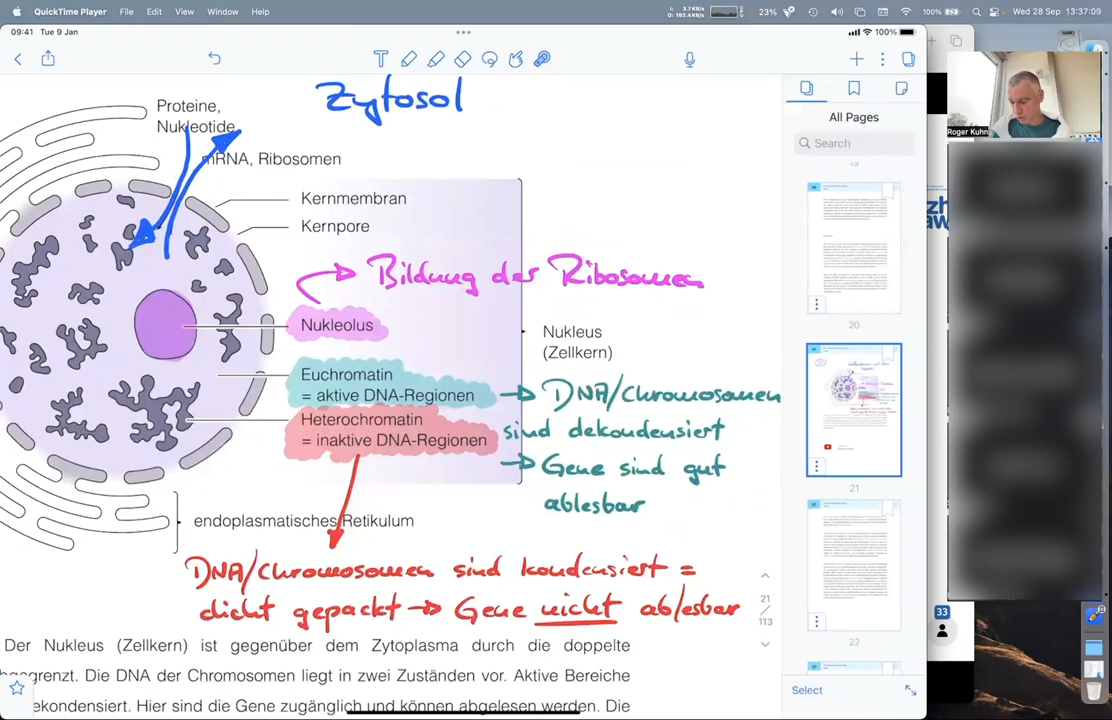 QuickTime Player File Edit View Window Help
23% 100% Wed 28 Sep 13:37:09
09:41 Tue 9 Jan
100%
Zytosol
Proteine,
Nukleotide
mRNA, Ribosomen
Kernmembran
Kernpore
Bildung der Ribosomen
Nukleolus
Nukleus
(Zellkern)
Euchromatin
= aktive DNA-Regionen
Heterochromatin
= inaktive DNA-Regionen
DNA/Chromosomen
sind dekondensiert
Gene sind gut
ablesbar
endoplasmatisches Retikulum
DNA/Chromosomen sind kondensiert =
dicht gepackt → Gene nicht ablesbar
Der Nukleus (Zellkern) ist gegenüber dem Zytoplasma durch die doppelte
Die DNA der Chromosomen liegt in zwei Zuständen vor. Aktive Bereiche
Hier sind die Gene zugänglich und können abgelesen werden. Die
21
/
113
All Pages
Search
20
21
22
Select
Roger Kuhn
zh
aw
33